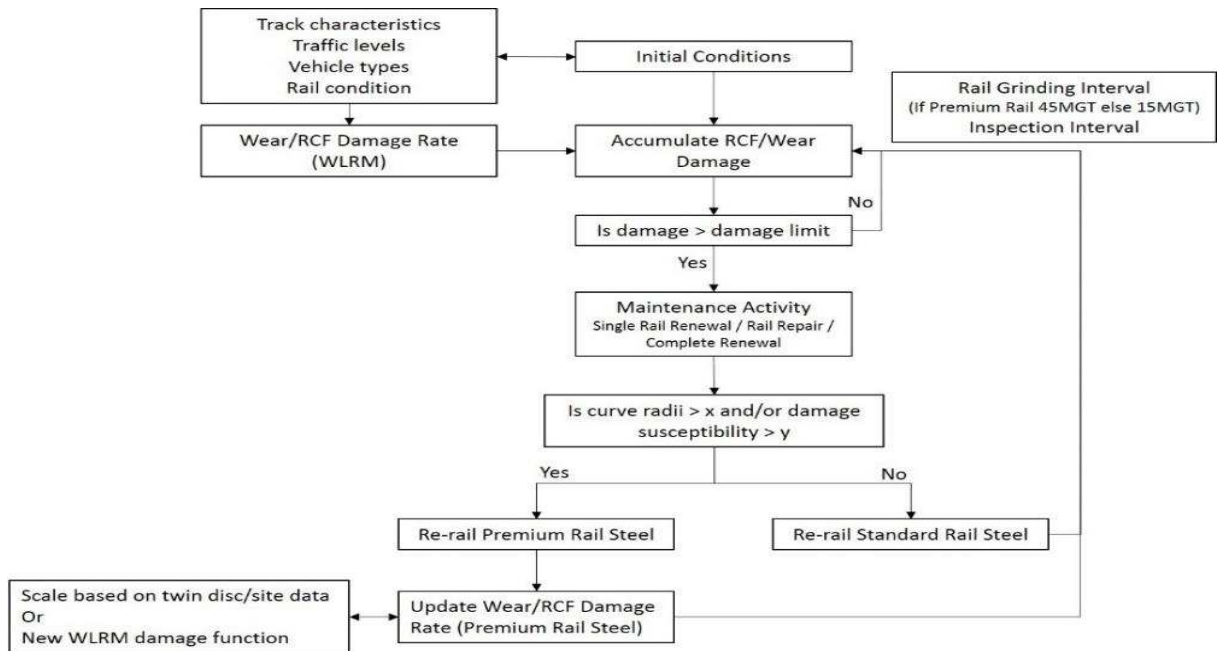 Track characteristics
Traffic levels
Vehicle types
Rail condition
Initial Conditions
Rail Grinding Interval
(If Premium Rail 45MGT else 15MGT)
Inspection Interval
Wear/RCF Damage Rate
(WLRM)
Accumulate RCF/Wear
Damage
No
Is damage > damage limit
Yes
Maintenance Activity
Single Rail Renewal / Rail Repair /
Complete Renewal
Is curve radii > x and/or damage
susceptibility > y
Yes
No
Re-rail Premium Rail Steel
Re-rail Standard Rail Steel
Scale based on twin disc/site data
Or
New WLRM damage function
Update Wear/RCF Damage
Rate (Premium Rail Steel)